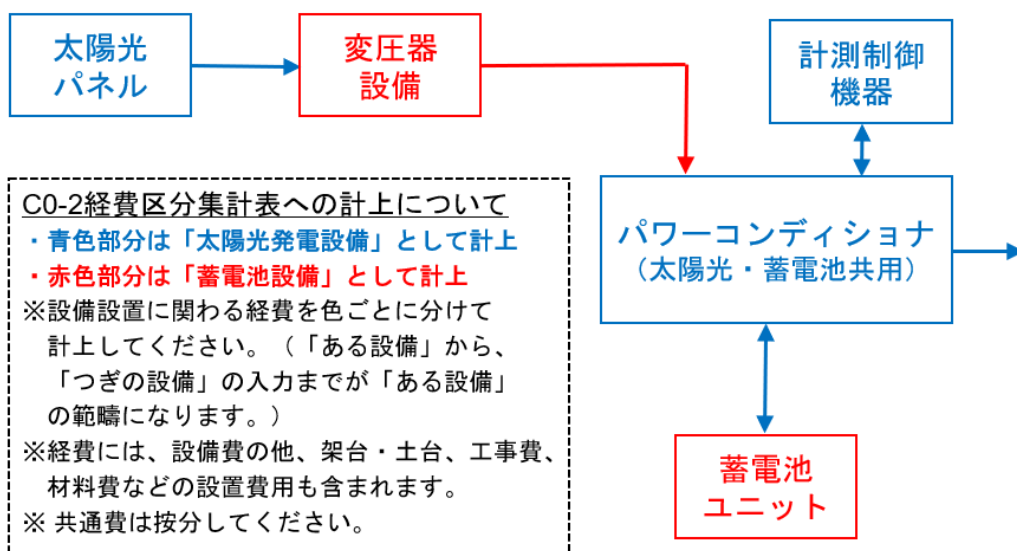 太陽光
パネル
変圧器
設備
計測制御
機器
C0-2経費区分集計表への計上について
・青色部分は「太陽光発電設備」として計上
・赤色部分は「蓄電池設備」として計上
※設備設置に関わる経費を色ごとに分けて
計上してください。（「ある設備」から、
「つぎの設備」の入力までが「ある設備」
の範疇になります。）
※経費には、設備費の他、架台・土台、工事費、
材料費などの設置費用も含まれます。
※ 共通費は按分してください。
パワーコンディショナ
（太陽光・蓄電池共用）
蓄電池
ユニット